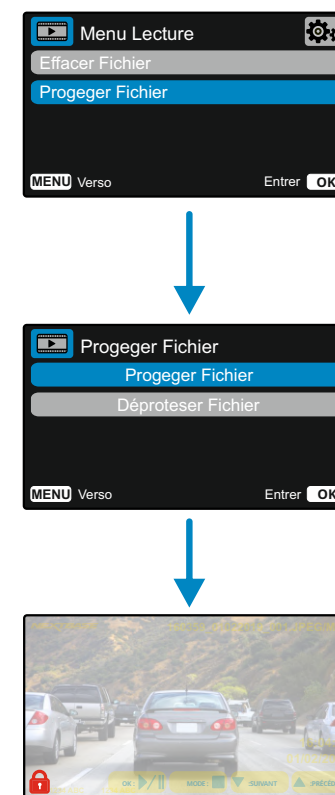 Menu Lecture
Effacer Fichier
Progeger Fichier
MENU Verso Entrer OK
Progeger Fichier
Progeger Fichier
Déproteser Fichier
MENU Verso Entrer OK
OK : MODE : : SUIVANT